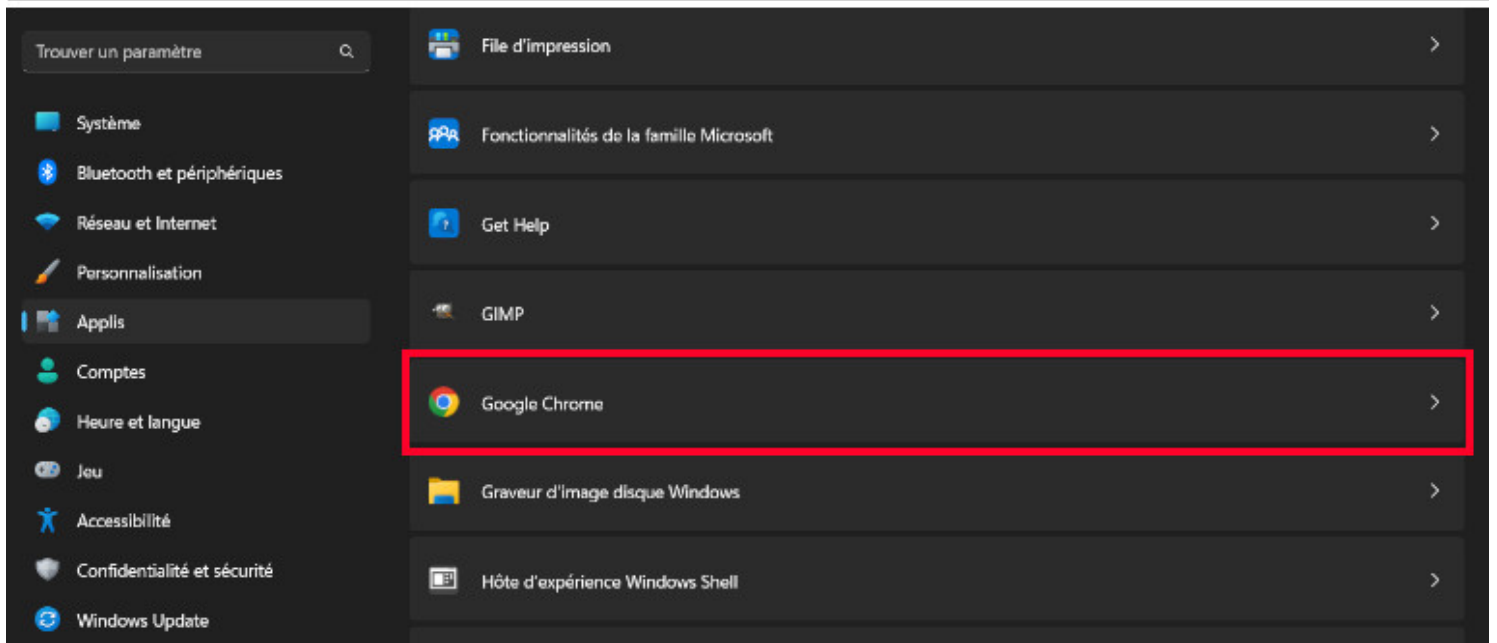 Trouver un paramètre
Système
Bluetooth et périphériques
Réseau et Internet
Personnalisation
Applis
Comptes
Heure et langue
Jeu
Accessibilité
Confidentialité et sécurité
Windows Update
File d'impression
Fonctionnalités de la famille Microsoft
Get Help
GIMP
Google Chrome
Graveur d'image disque Windows
Hôte d'expérience Windows Shell